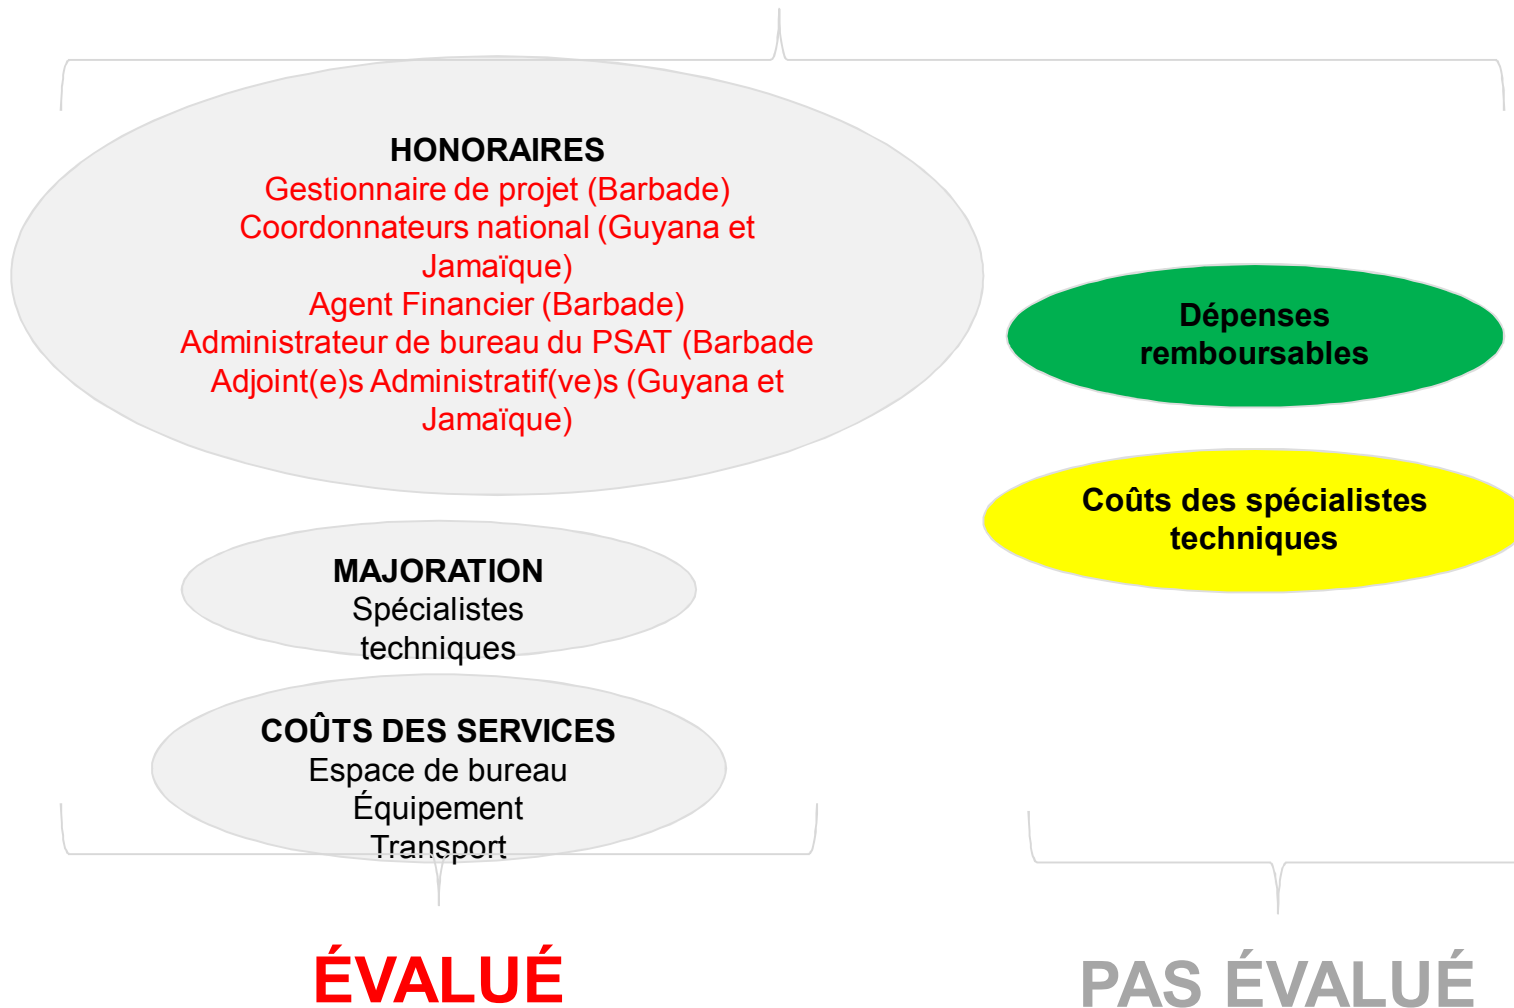 HONORAIRES
Gestionnaire de projet (Barbade)
Coordonnateurs national (Guyana et
Jamaïque)
Agent Financier (Barbade)
Administrateur de bureau du PSAT (Barbade
Adjoint(e)s Administratif(ve)s (Guyana et
Jamaïque)
MAJORATION
Spécialistes
techniques
COÛTS DES SERVICES
Espace de bureau
Équipement
Transport
ÉVALUÉ
Dépenses
remboursables
Coûts des spécialistes
techniques
PAS ÉVALUÉ